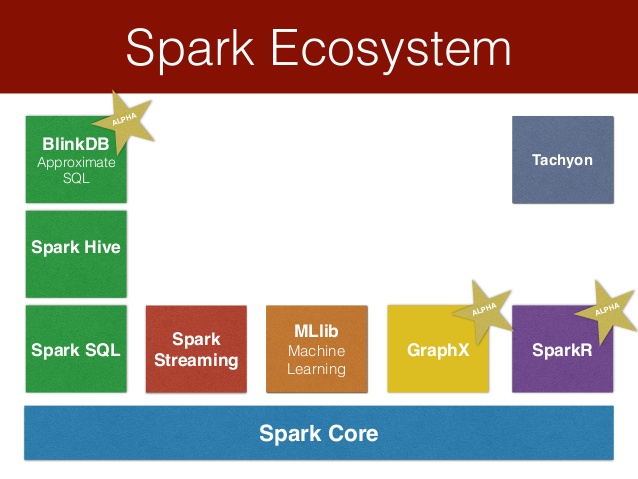 Spark Ecosystem
ALPHA
BlinkDB
Approximate
SQL
Tachyon
Spark Hive
ALPHA
ALPHA
Spark SQL
Spark
Streaming
MLlib
Machine
Learning
GraphX
SparkR
Spark Core